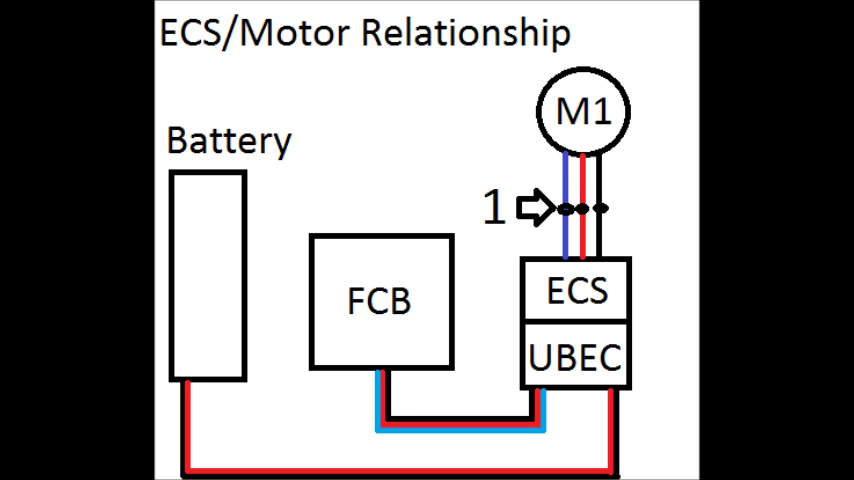 ECS/Motor Relationship
M1
Battery
1
ECS
FCB
UBEC